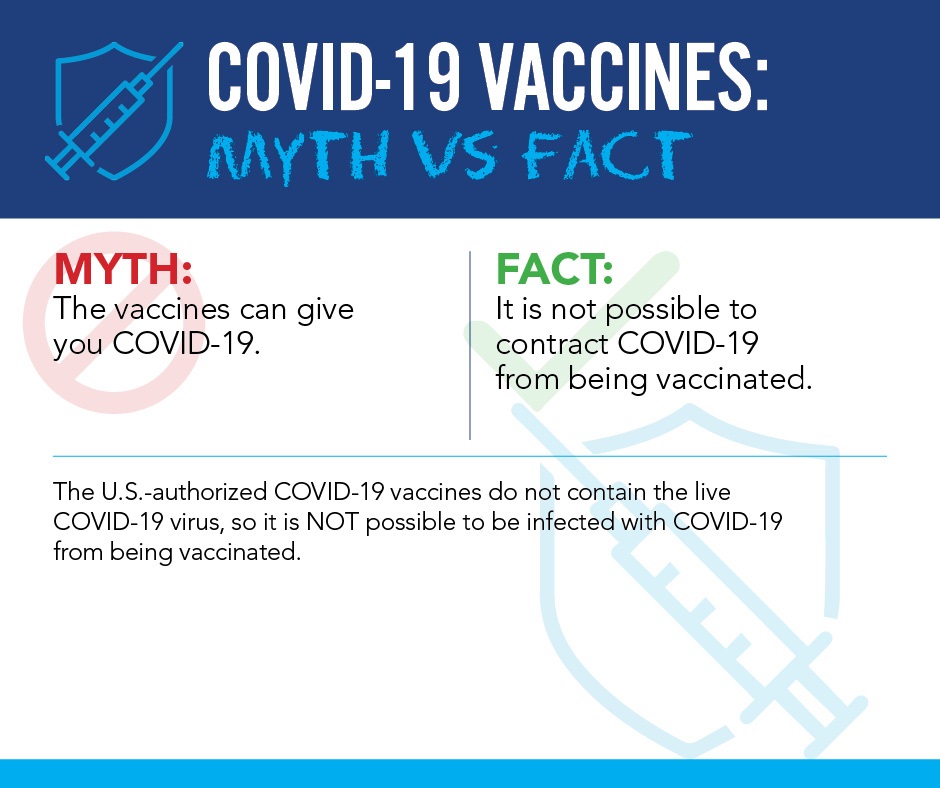 COVID-19 VACCINES:
MYTH VS FACT
MYTH:
The vaccines can give
you COVID-19.
FACT:
It is not possible to
contract COVID-19
from being vaccinated.
The U.S.-authorized COVID-19 vaccines do not contain the live
COVID-19 virus, so it is NOT possible to be infected with COVID-19
from being vaccinated.